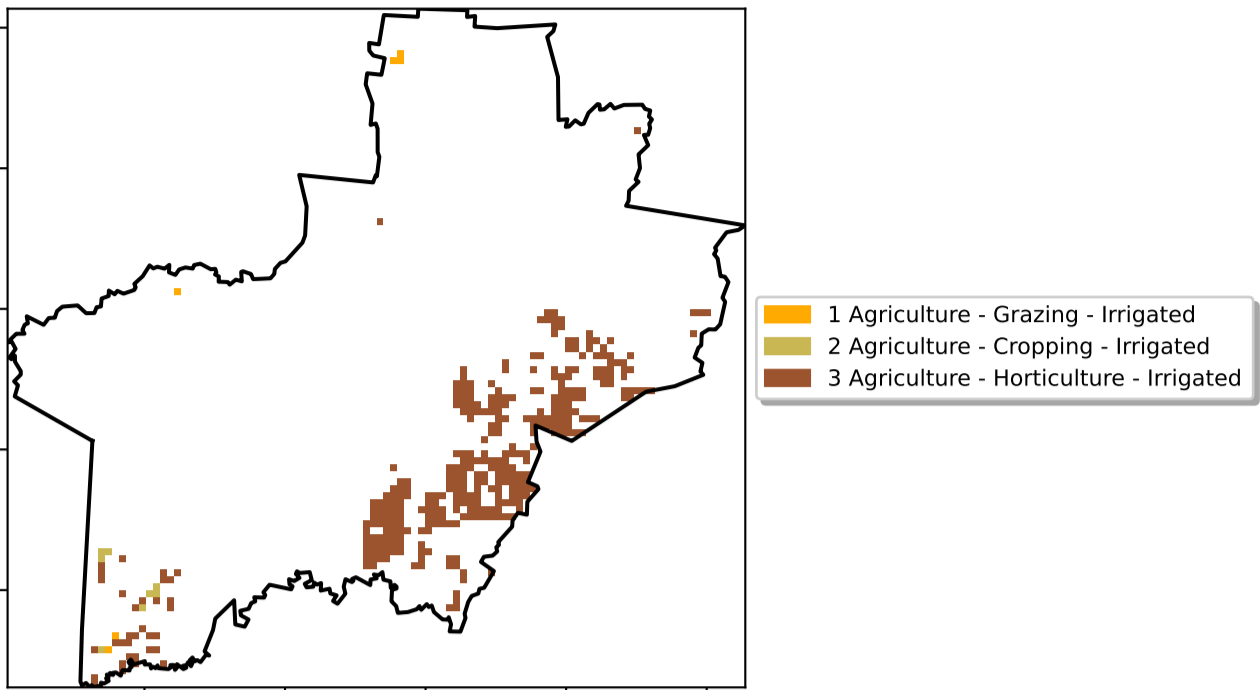 1 Agriculture - Grazing - Irrigated
2 Agriculture - Cropping - Irrigated
3 Agriculture - Horticulture - Irrigated